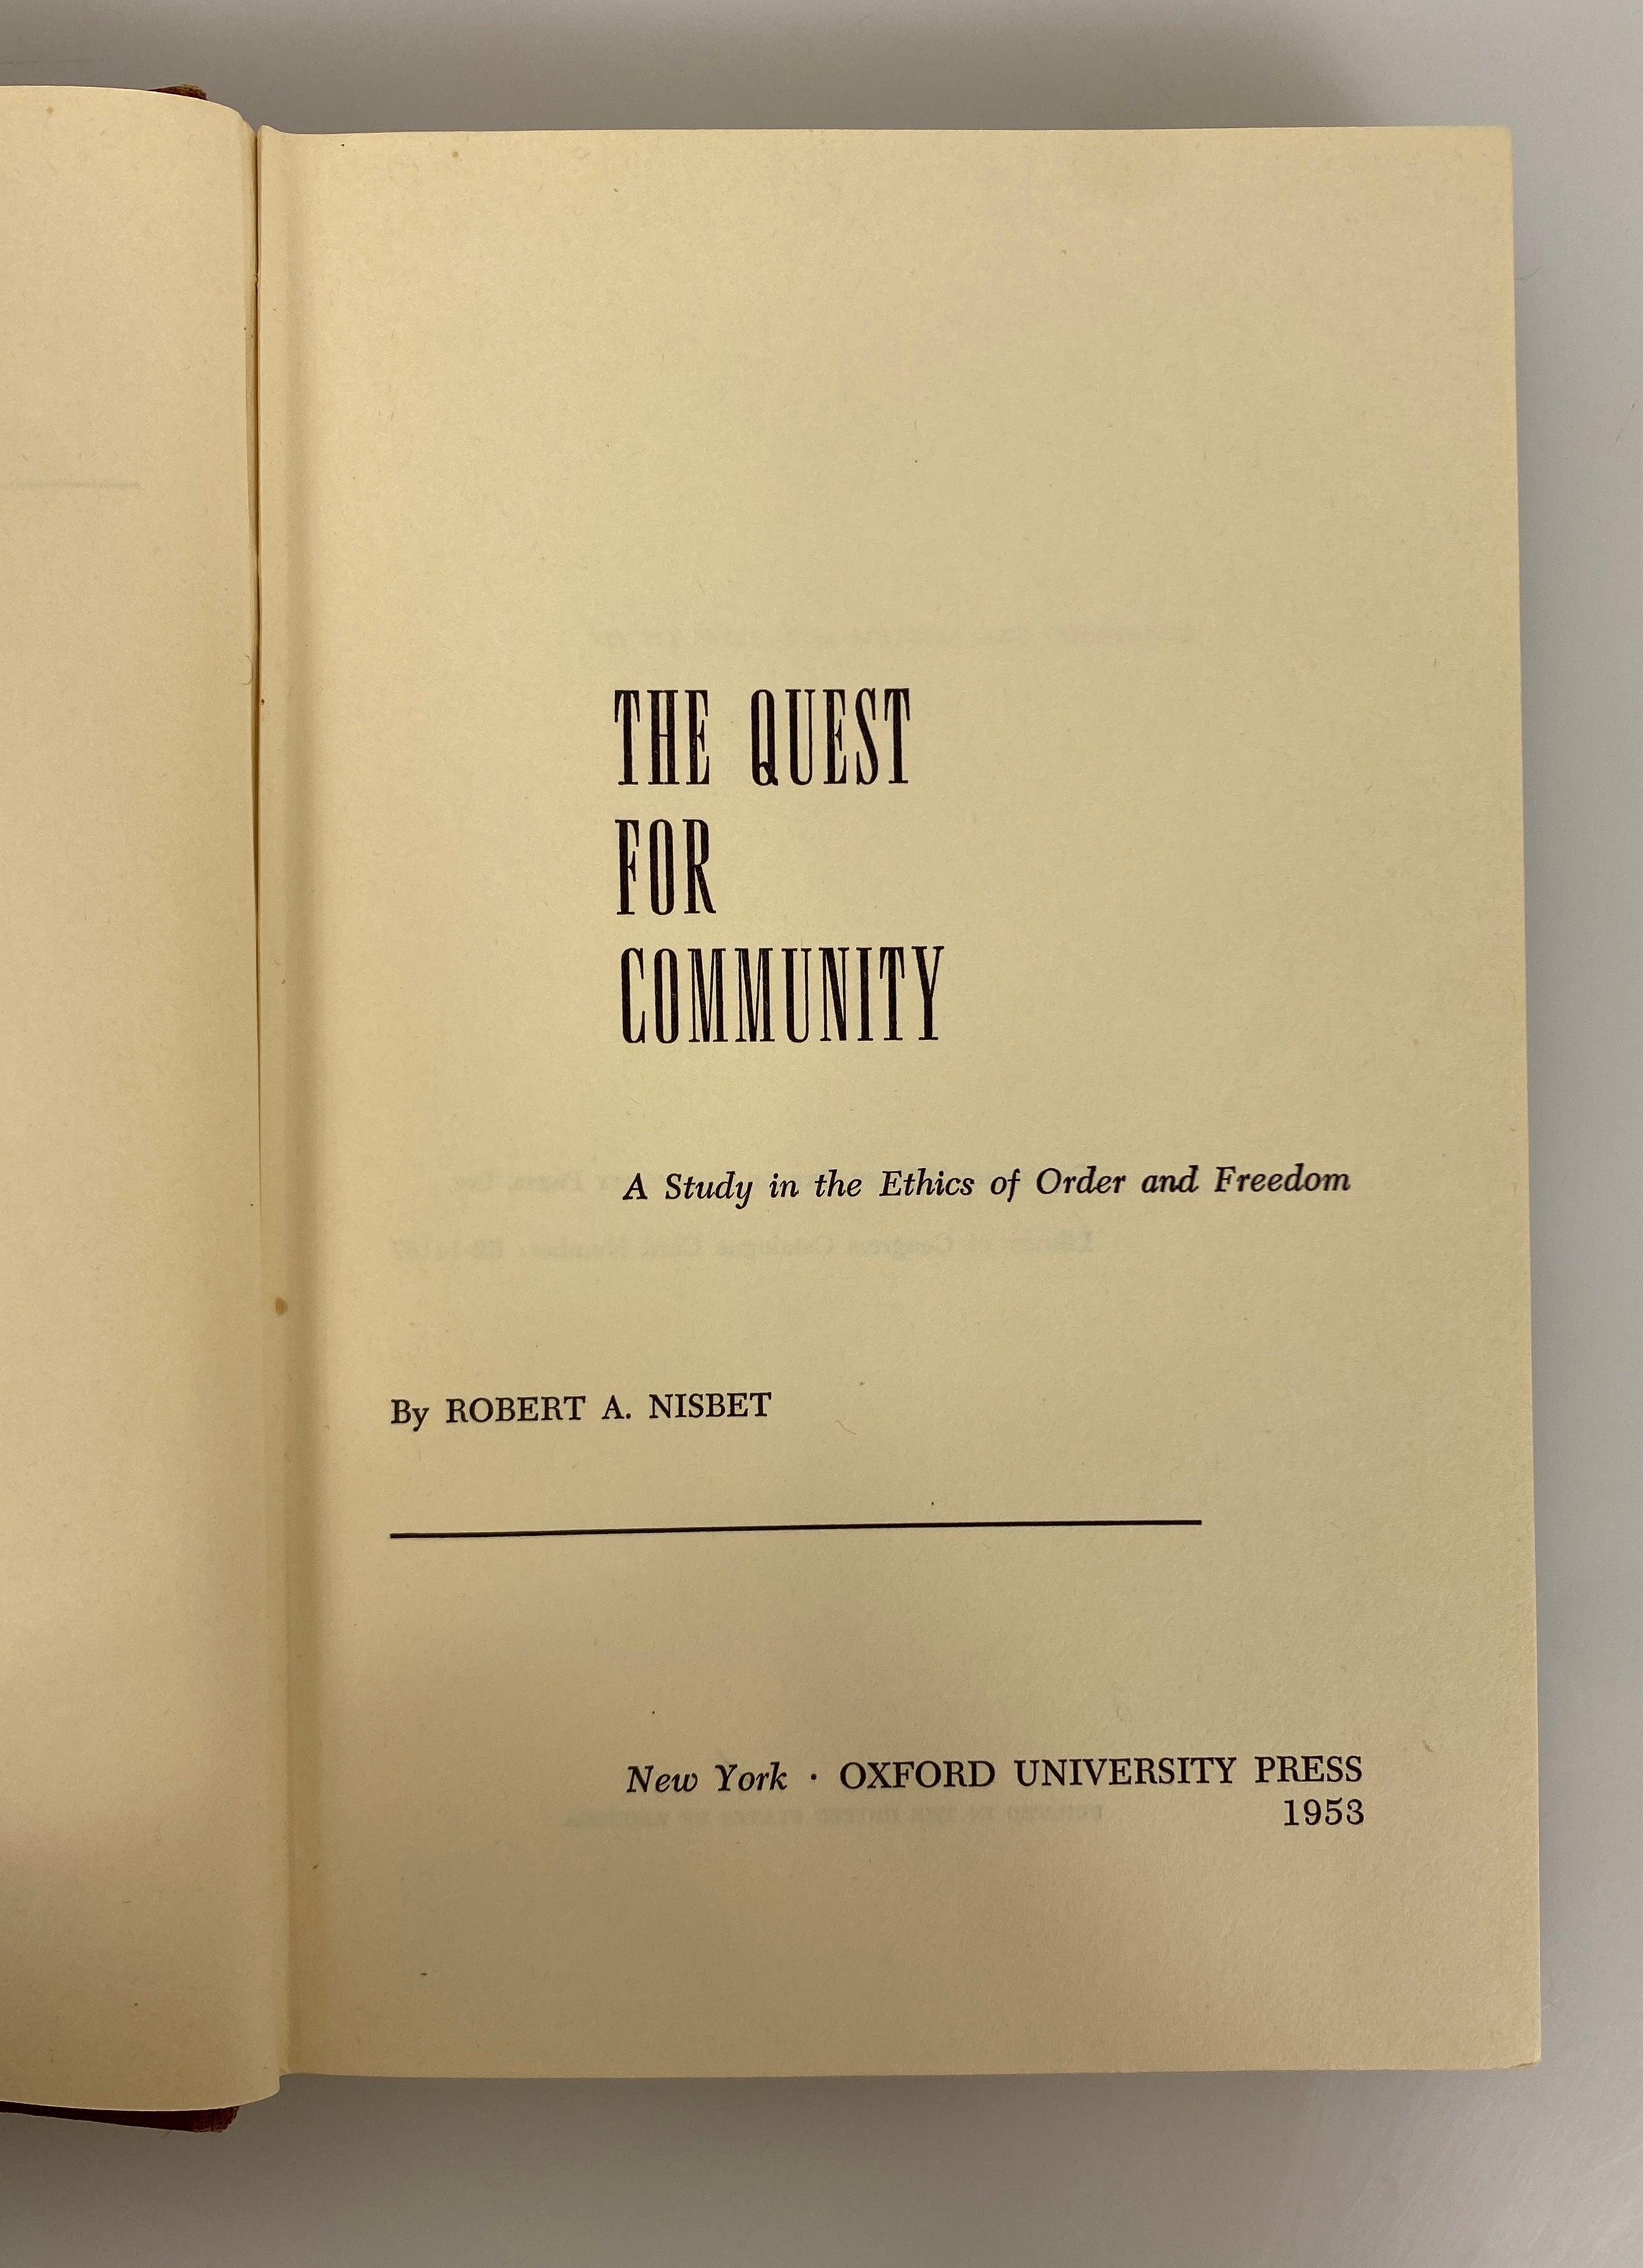 THE QUEST
FOR
COMMUNITY
A Study in the Ethics of Order and Freedom
By ROBERT A. NISBET
New York · OXFORD UNIVERSITY PRESS
1953